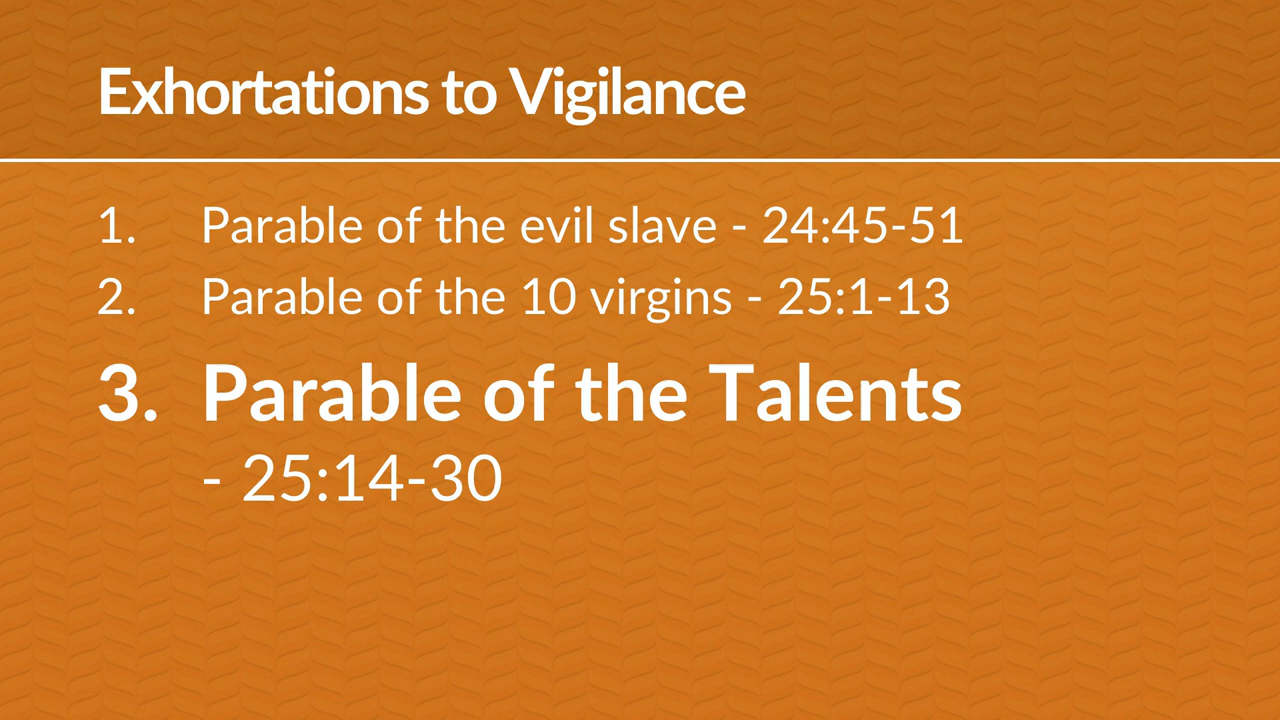 Exhortations to Vigilance
1. Parable of the evil slave - 24:45-51
2. Parable of the 10 virgins - 25:1-13
3. Parable of the Talents
- 25:14-30